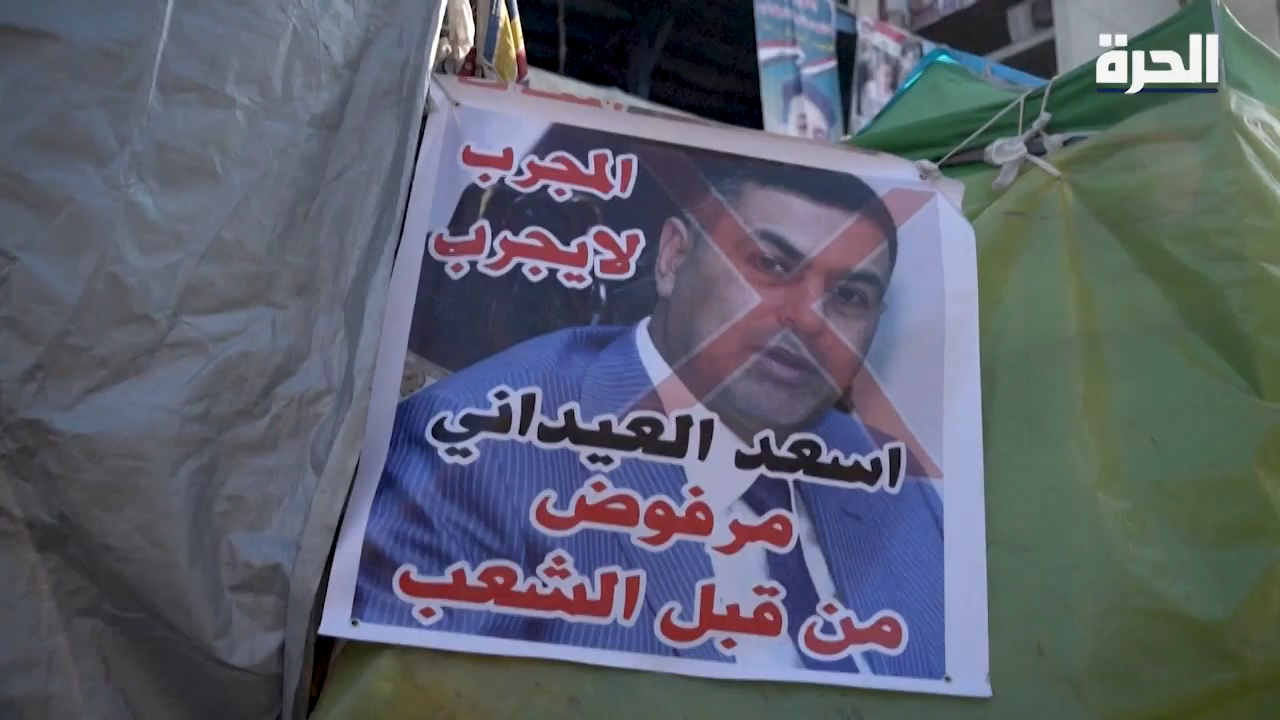 الحرة
المجرب
لايجرب
اسعد العيداني
مرفوض
من قبل الشعب